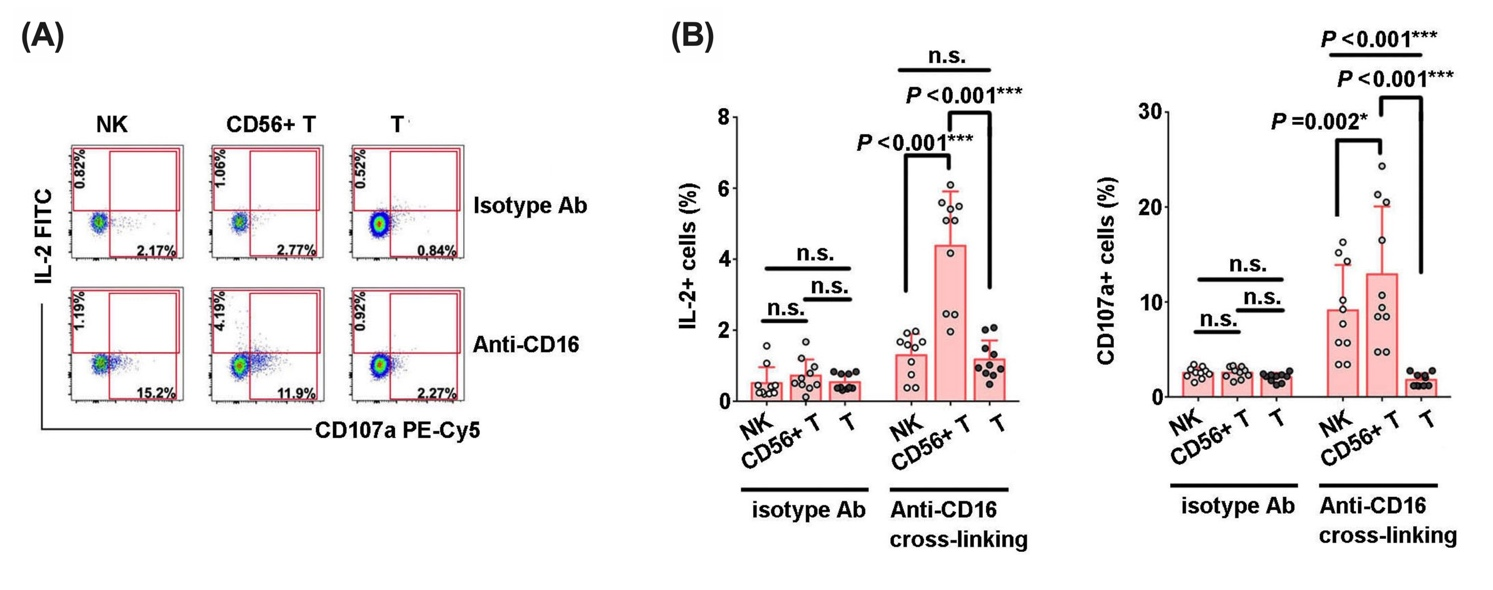 (A)
NK CD56+ T T
IL-2 FITC
0.82%
2.17%
1.06%
2.77%
0.52%
0.84%
Isotype Ab
1.19%
15.2%
4.19%
11.9%
0.92%
2.27%
Anti-CD16
CD107a PE-Cy5
(B)
n.s.
P <0.001***
P <0.001***
n.s.
n.s.
n.s.
IL-2+ cells (%)
8
6
4
2
0
NK CD56+ T T NK CD56+ T T
isotype Ab
Anti-CD16
cross-linking
P <0.001***
P <0.001***
P =0.002*
n.s.
n.s.
n.s.
CD107a+ cells (%)
30
20
10
0
NK CD56+ T T NK CD56+ T T
isotype Ab
Anti-CD16
cross-linking